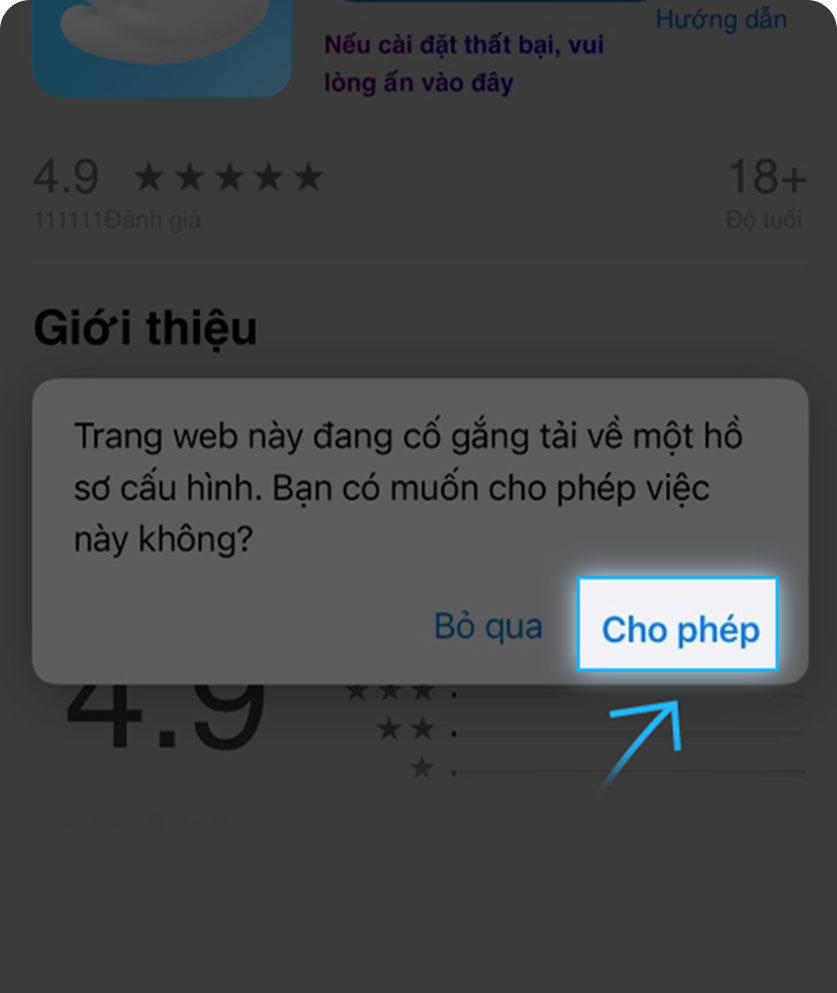 Hướng dẫn
Nếu cài đặt thất bại, vui
lòng ấn vào đây
4.9 ★★★★★
18+
111111Đánh giá
Độ tuổi
Giới thiệu
Trang web này đang cố gắng tải về một hồ
sơ cấu hình. Bạn có muốn cho phép việc
này không?
Bỏ qua
Cho phép
4.9